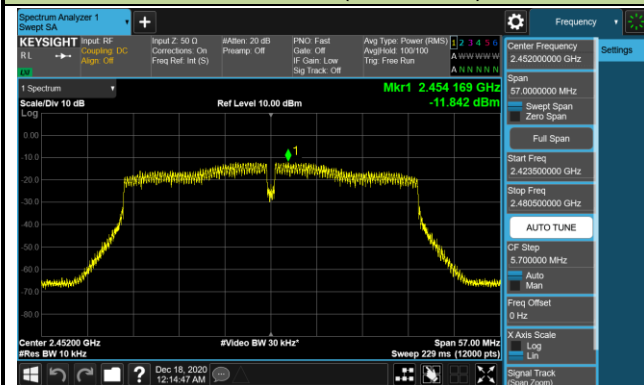 Spectrum Analyzer 1
Swept SA
+
Frequency
KEYSIGHT
RL
LM
Input: RF
Coupling: DC
Align: Off
Input Z: 50 Ω
Corrections: On
Freq Ref: Int (S)
#Atten: 20 dB
Preamp: Off
PNO: Fast
Gate: Off
IF Gain: Low
Sig Track: Off
Avg Type: Power (RMS)
Avg|Hold: 100/100
Trig: Free Run
1 2 3 4 5 6
A W W W W W
A N N N N N
1 Spectrum
Scale/Div 10 dB
Log
Ref Level 10.00 dBm
Mkr1 2.454 169 GHz
-11.842 dBm
1
0.00
-10.0
-20.0
-30.0
-40.0
-50.0
-60.0
-70.0
-80.0
Center 2.45200 GHz
#Res BW 10 kHz
#Video BW 30 kHz*
Span 57.00 MHz
Sweep 229 ms (12000 pts)
Settings
Center Frequency
2.452000000 GHz
Span
57.0000000 MHz
Swept Span
Zero Span
Full Span
Start Freq
2.423500000 GHz
Stop Freq
2.480500000 GHz
AUTO TUNE
CF Step
5.700000 MHz
Auto
Man
Freq Offset
0 Hz
X Axis Scale
Log
Lin
Signal Track
(Span Zoom)
?
Dec 18, 2020
12:14:47 AM